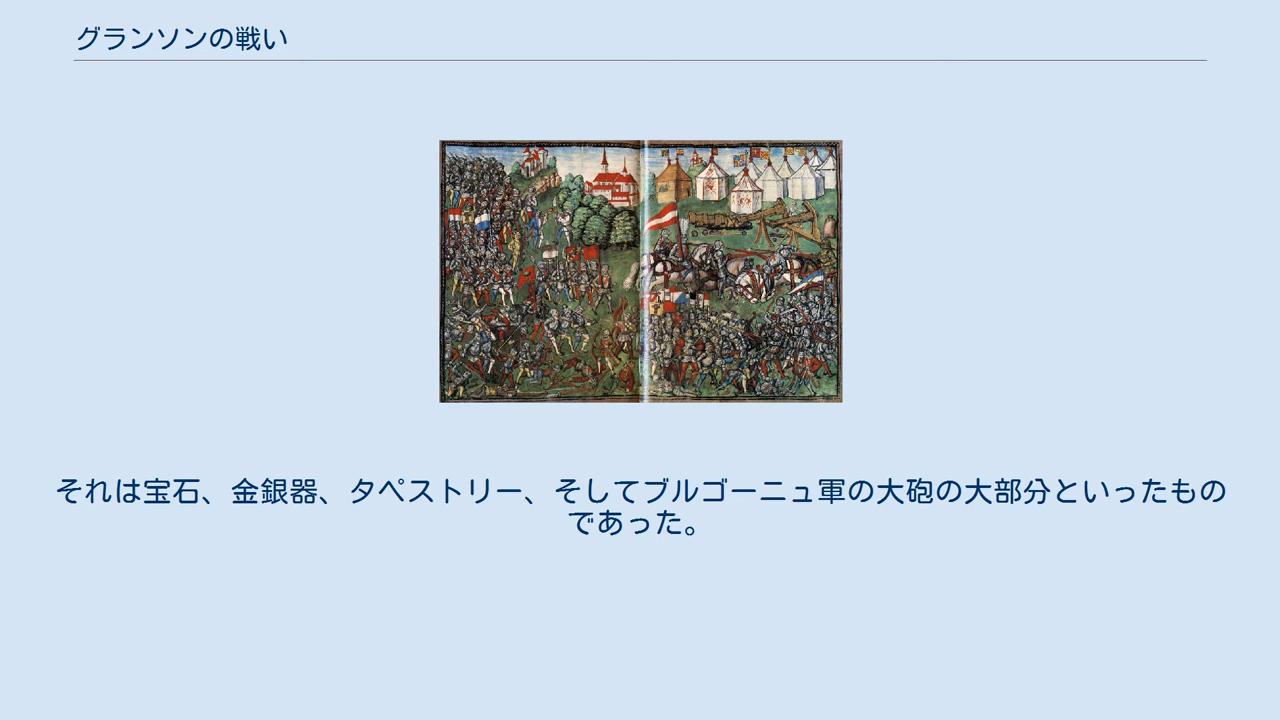 グランソンの戦い
それは宝石、金銀器、タペストリー、そしてブルゴーニュ軍の大砲の大部分といったもの
であった。